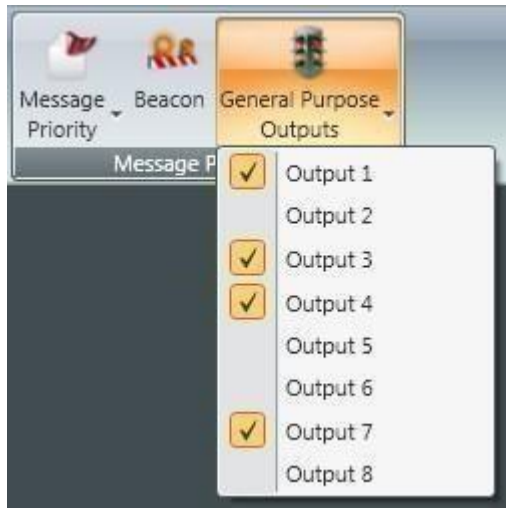 Message
Priority
Beacon
General Purpose
Outputs
Message P
Output 1
Output 2
Output 3
Output 4
Output 5
Output 6
Output 7
Output 8